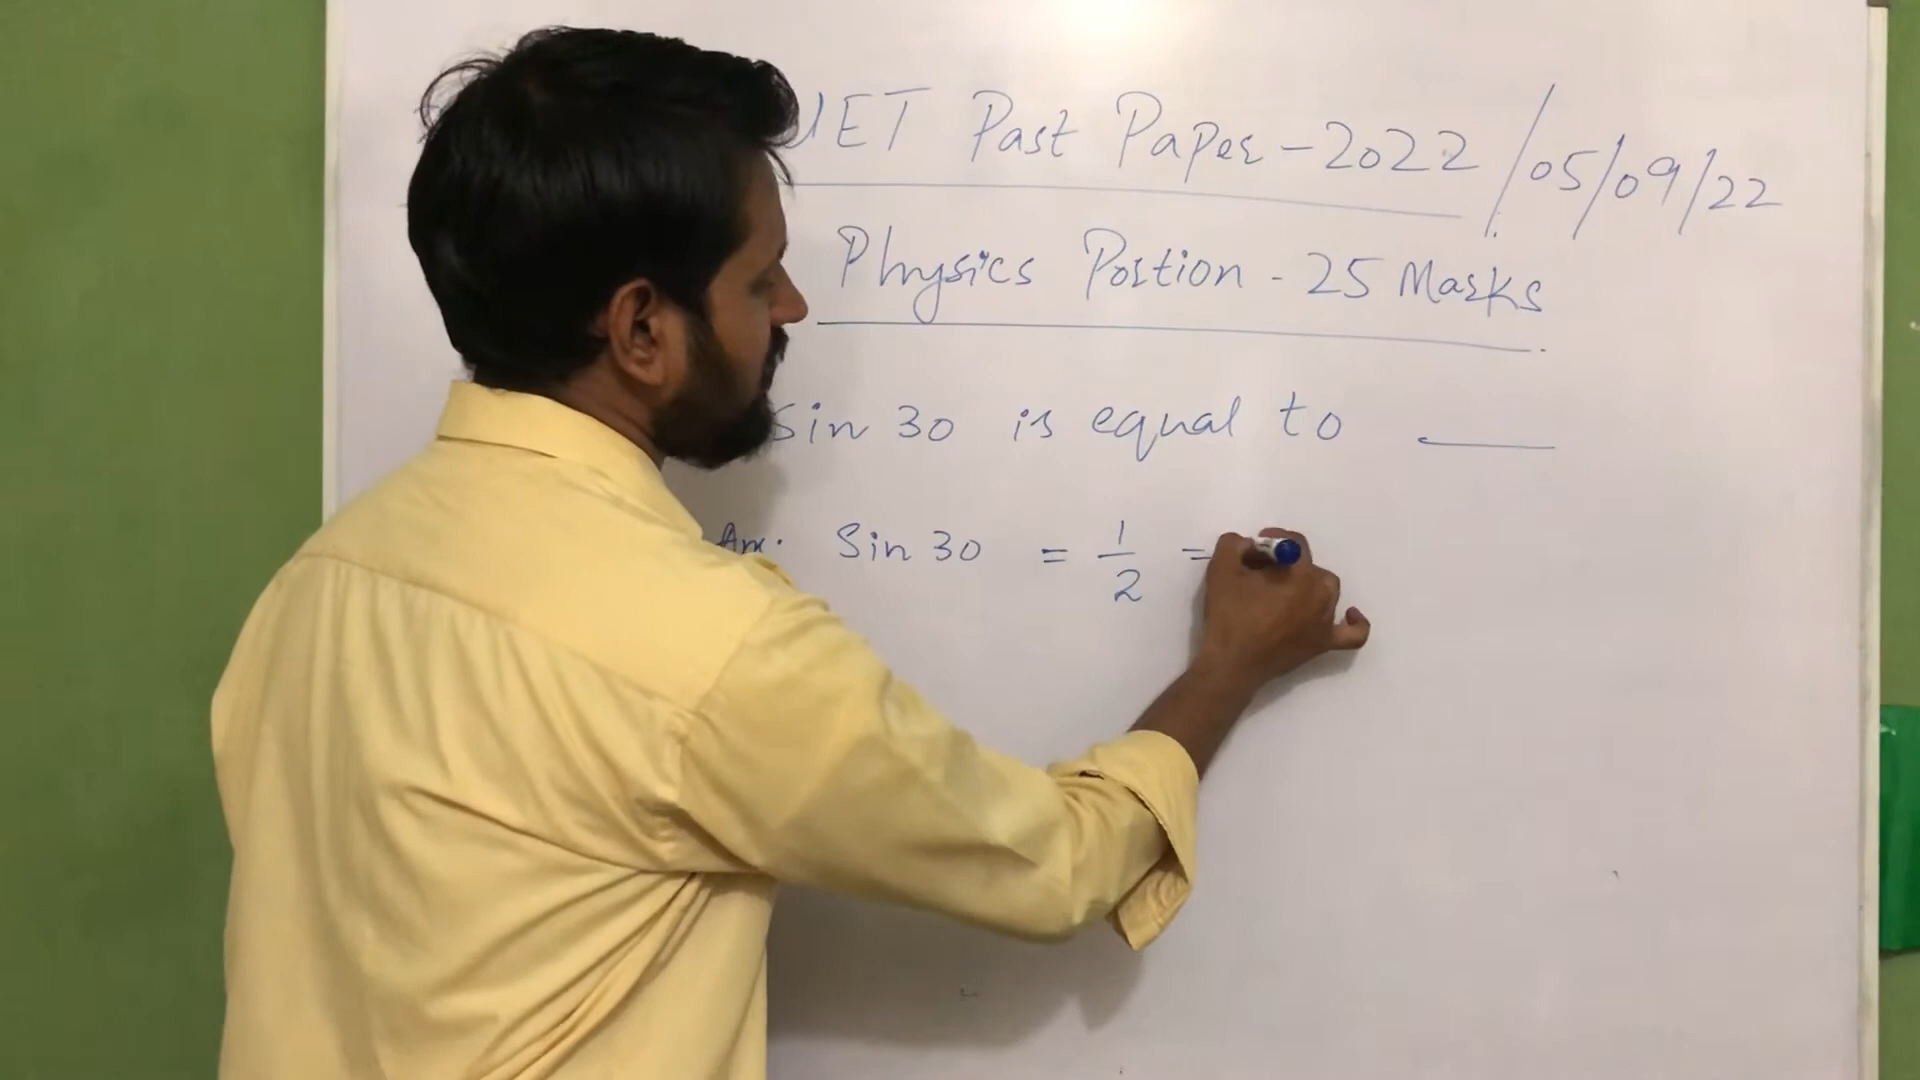 UET Past Paper - 2022 / 05/09/22
Physics Portion - 25 Marks
Sin 30 is equal to ___
Ans. Sin 30 = 1/2 =